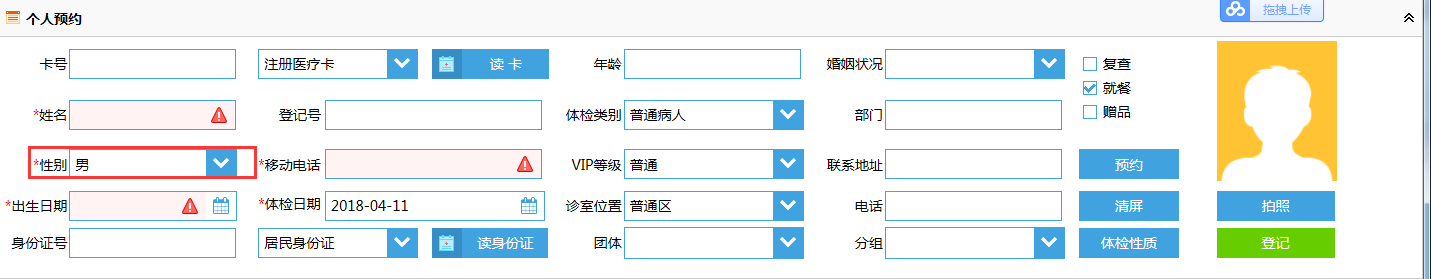 个人预约 拖拽上传
卡号 注册医疗卡 读 卡 年龄 婚姻状况 复查
就餐
*姓名 登记号 体检类别 普通病人 部门 赠品
*性别 男 *移动电话 VIP等级 普通 联系地址 预约
*出生日期 *体检日期 2018-04-11 诊室位置 普通区 电话 清屏 拍照
身份证号 居民身份证 读身份证 团体 分组 体检性质 登记